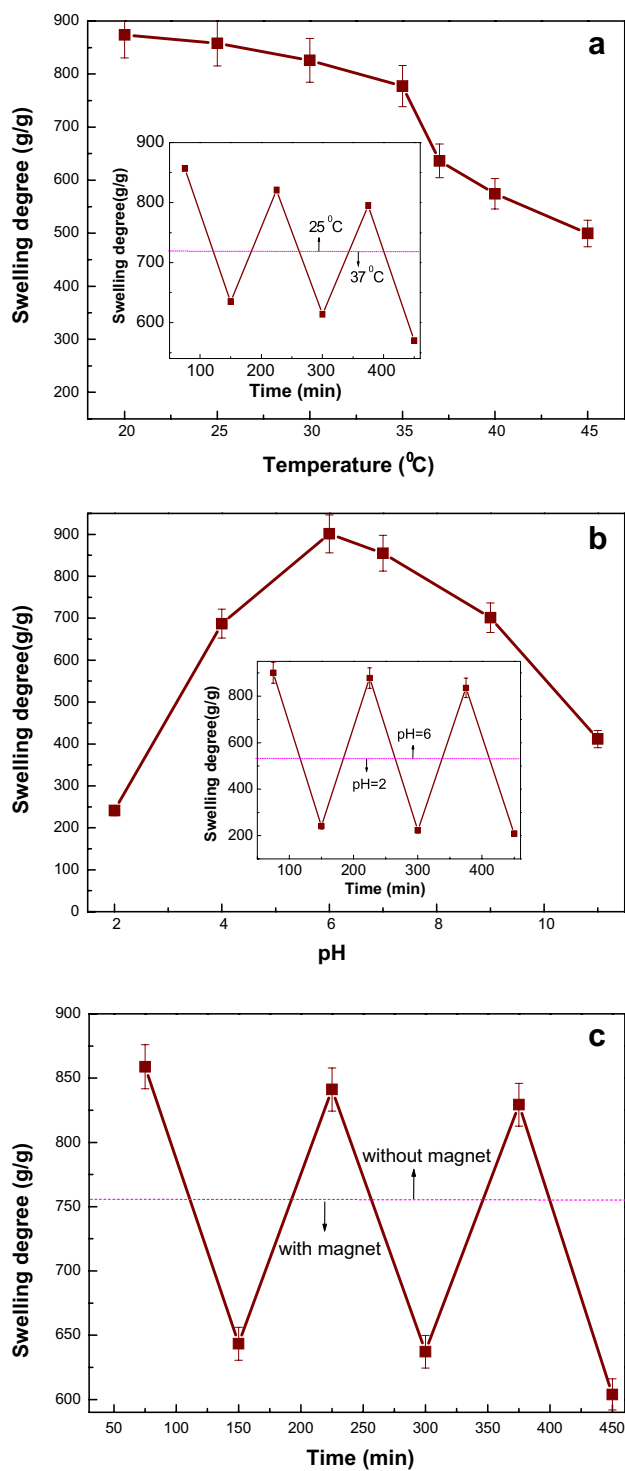 a
900
800
700
600
500
400
300
200
Swelling degree (g/g)
20 25 30 35 40 45
Temperature (⁰C)
900
800
700
600
Swelling degree(g/g)
25 ⁰C
37 ⁰C
100 200 300 400
Time (min)
b
900
800
700
600
500
400
300
200
100
0
Swelling degree(g/g)
2 4 6 8 10
pH
800
600
400
200
Swelling degree(g/g)
pH=6
pH=2
100 200 300 400
Time (min)
c
900
850
800
750
700
650
600
Swelling degree (g/g)
without magnet
with magnet
50 100 150 200 250 300 350 400 450
Time (min)